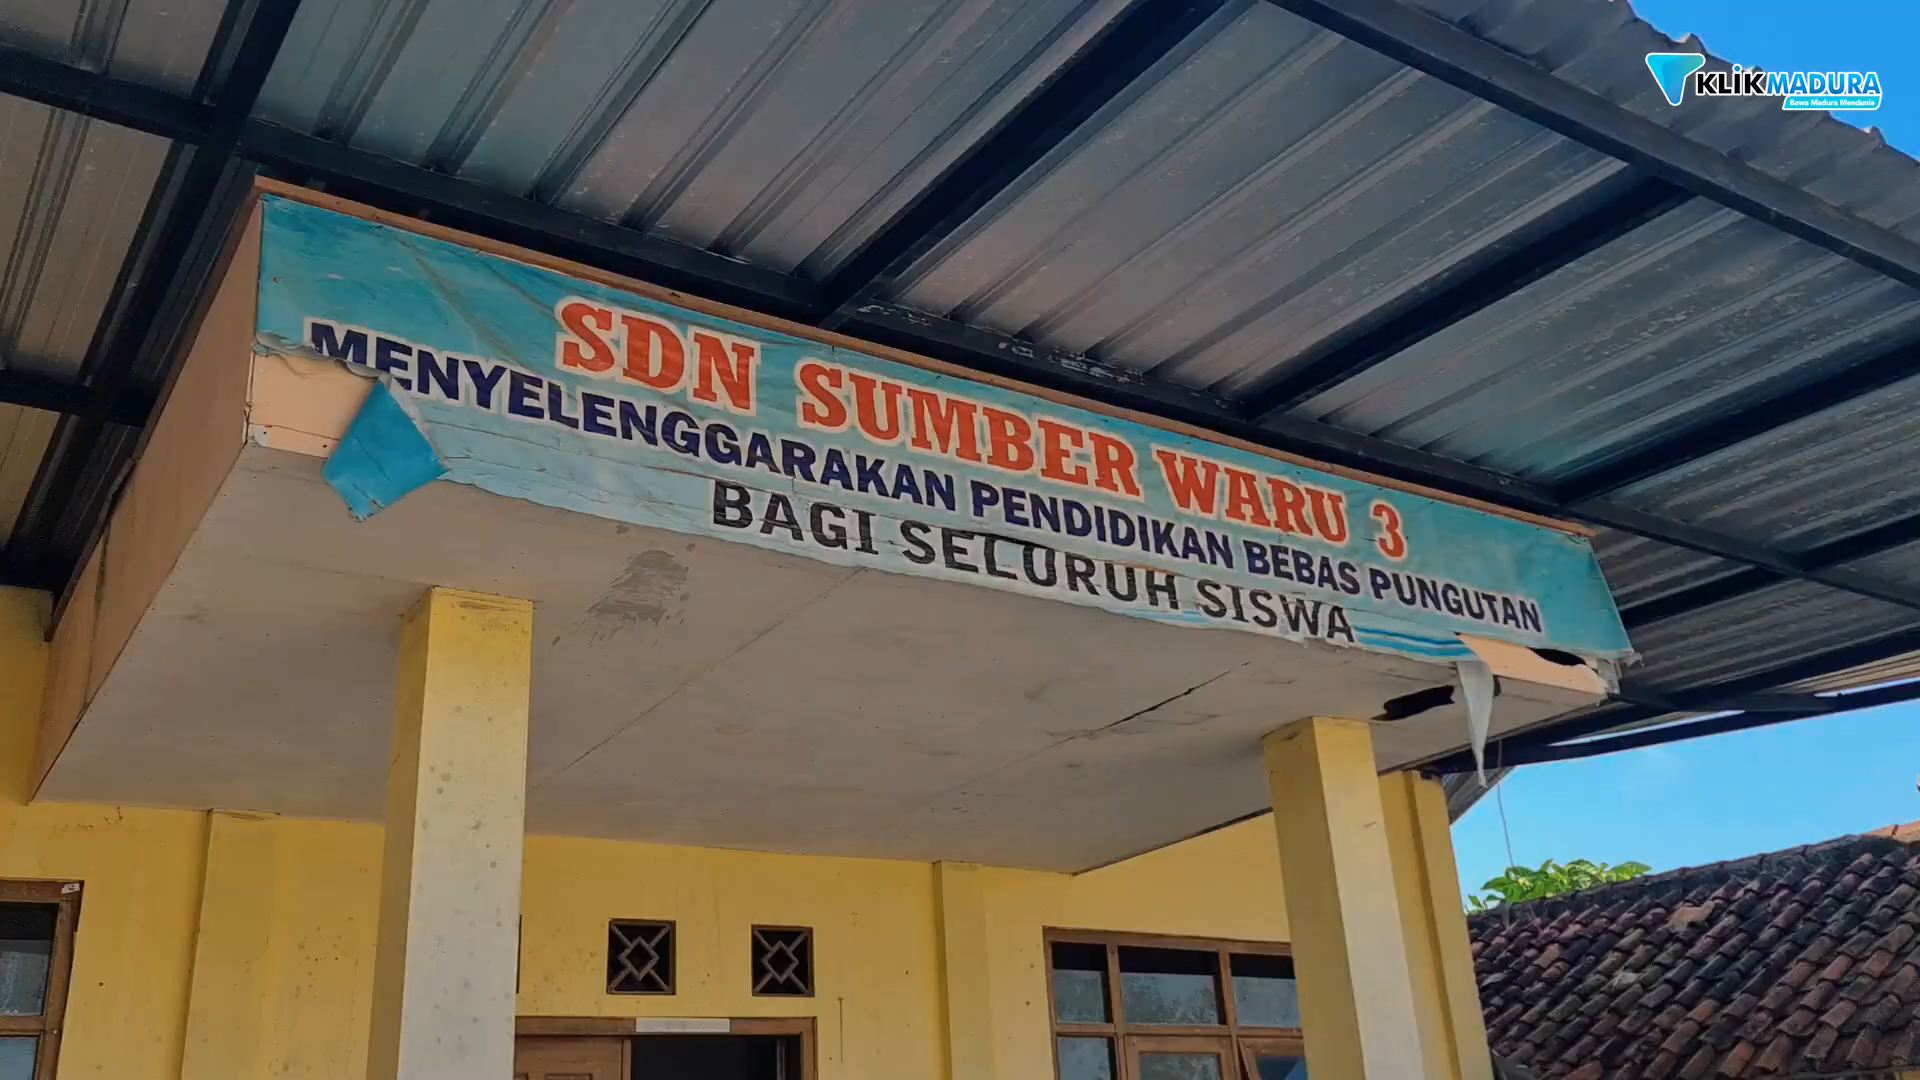 KLiKMADURA
Bawa Madura Mendunia
SDN SUMBER WARU 3
MENYELENGGARAKAN PENDIDIKAN BEBAS PUNGUTAN
BAGI SELURUH SISWA